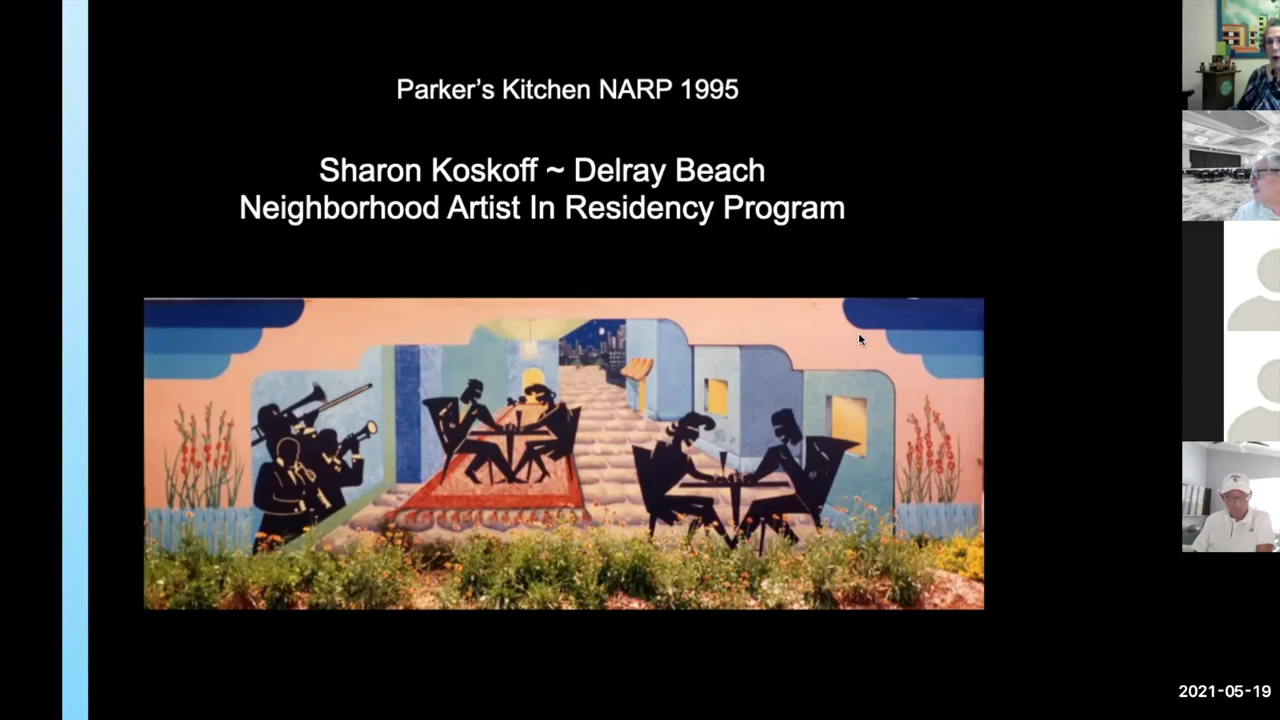 Parker’s Kitchen NARP 1995
Sharon Koskoff ~ Delray Beach
Neighborhood Artist In Residency Program
2021-05-19